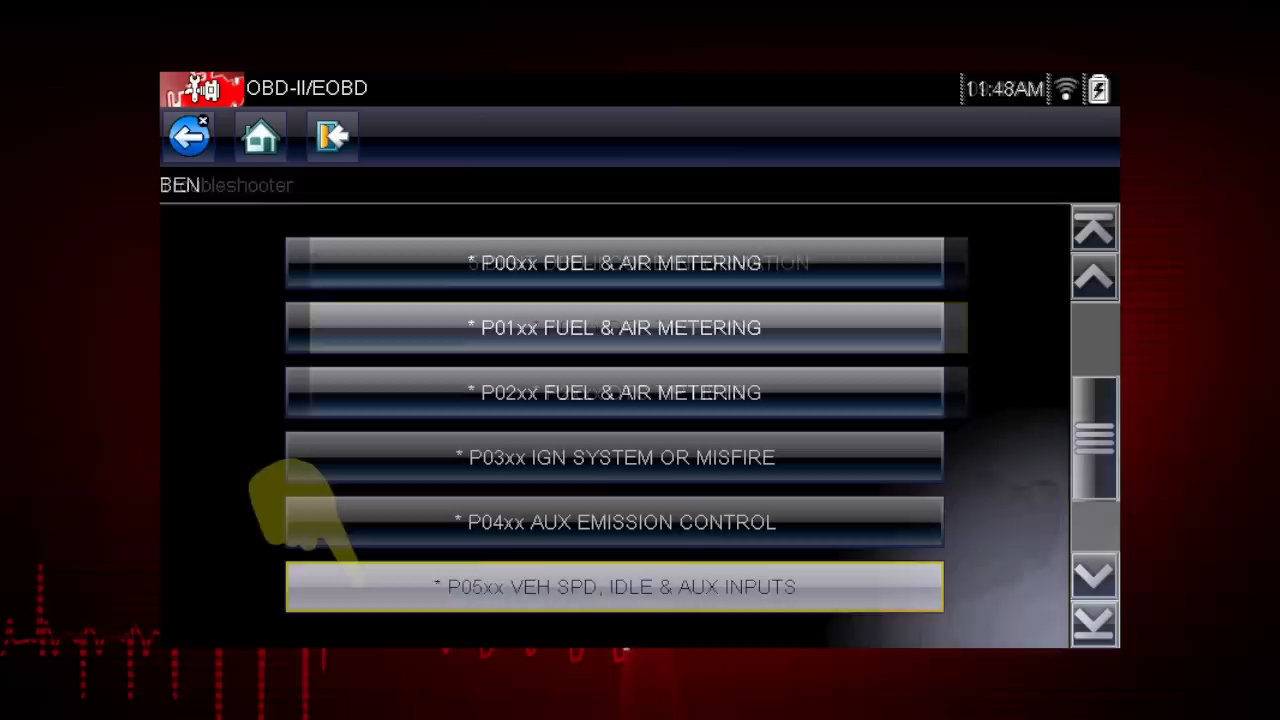 OBD-II/EOBD
11:48AM
BEN
* P00xx FUEL & AIR METERING
* P01xx FUEL & AIR METERING
* P02xx FUEL & AIR METERING
* P03xx IGN SYSTEM OR MISFIRE
* P04xx AUX EMISSION CONTROL
* P05xx VEH SPD, IDLE & AUX INPUTS